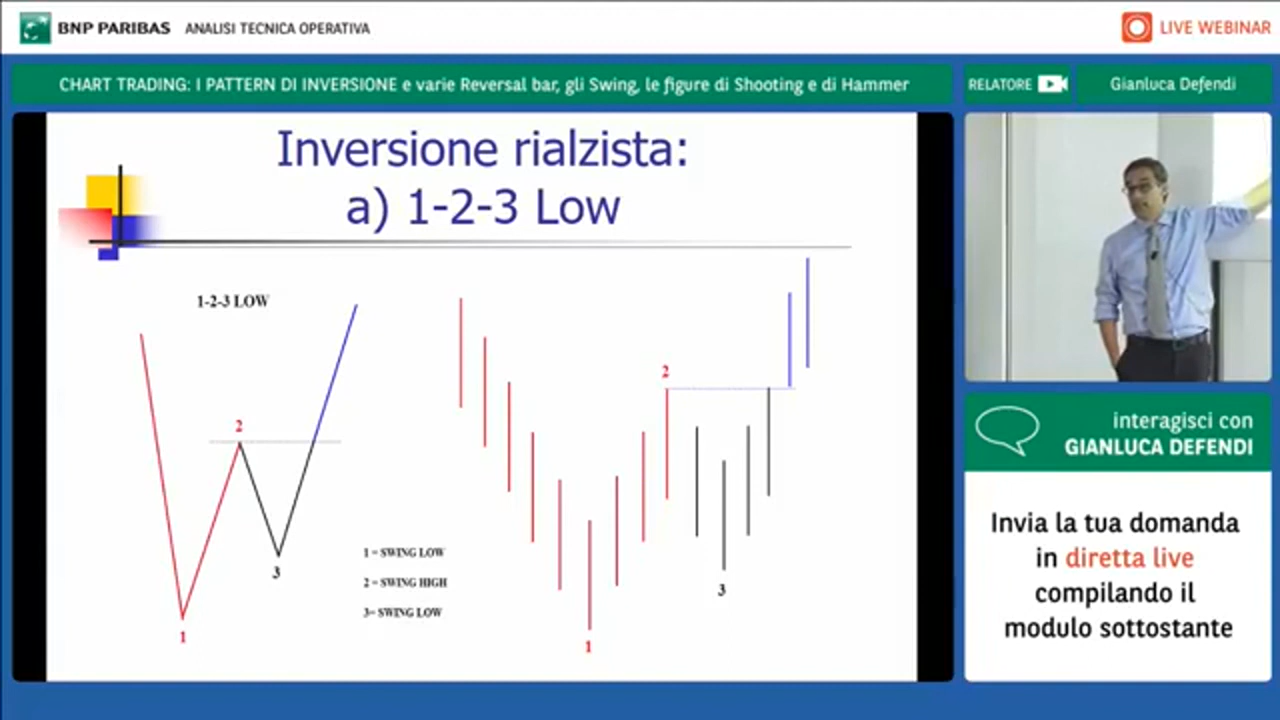 BNP PARIBAS ANALISI TECNICA OPERATIVA
LIVE WEBINAR
CHART TRADING: I PATTERN DI INVERSIONE e varie Reversal bar, gli Swing, le figure di Shooting e di Hammer
RELATORE
Gianluca Defendi
Inversione rialzista:
a) 1-2-3 Low
1-2-3 LOW
2
2
1 = SWING LOW
3
2 = SWING HIGH
3
3= SWING LOW
1
1
interagisci con
GIANLUCA DEFENDI
Invia la tua domanda
in diretta live
compilando il
modulo sottostante